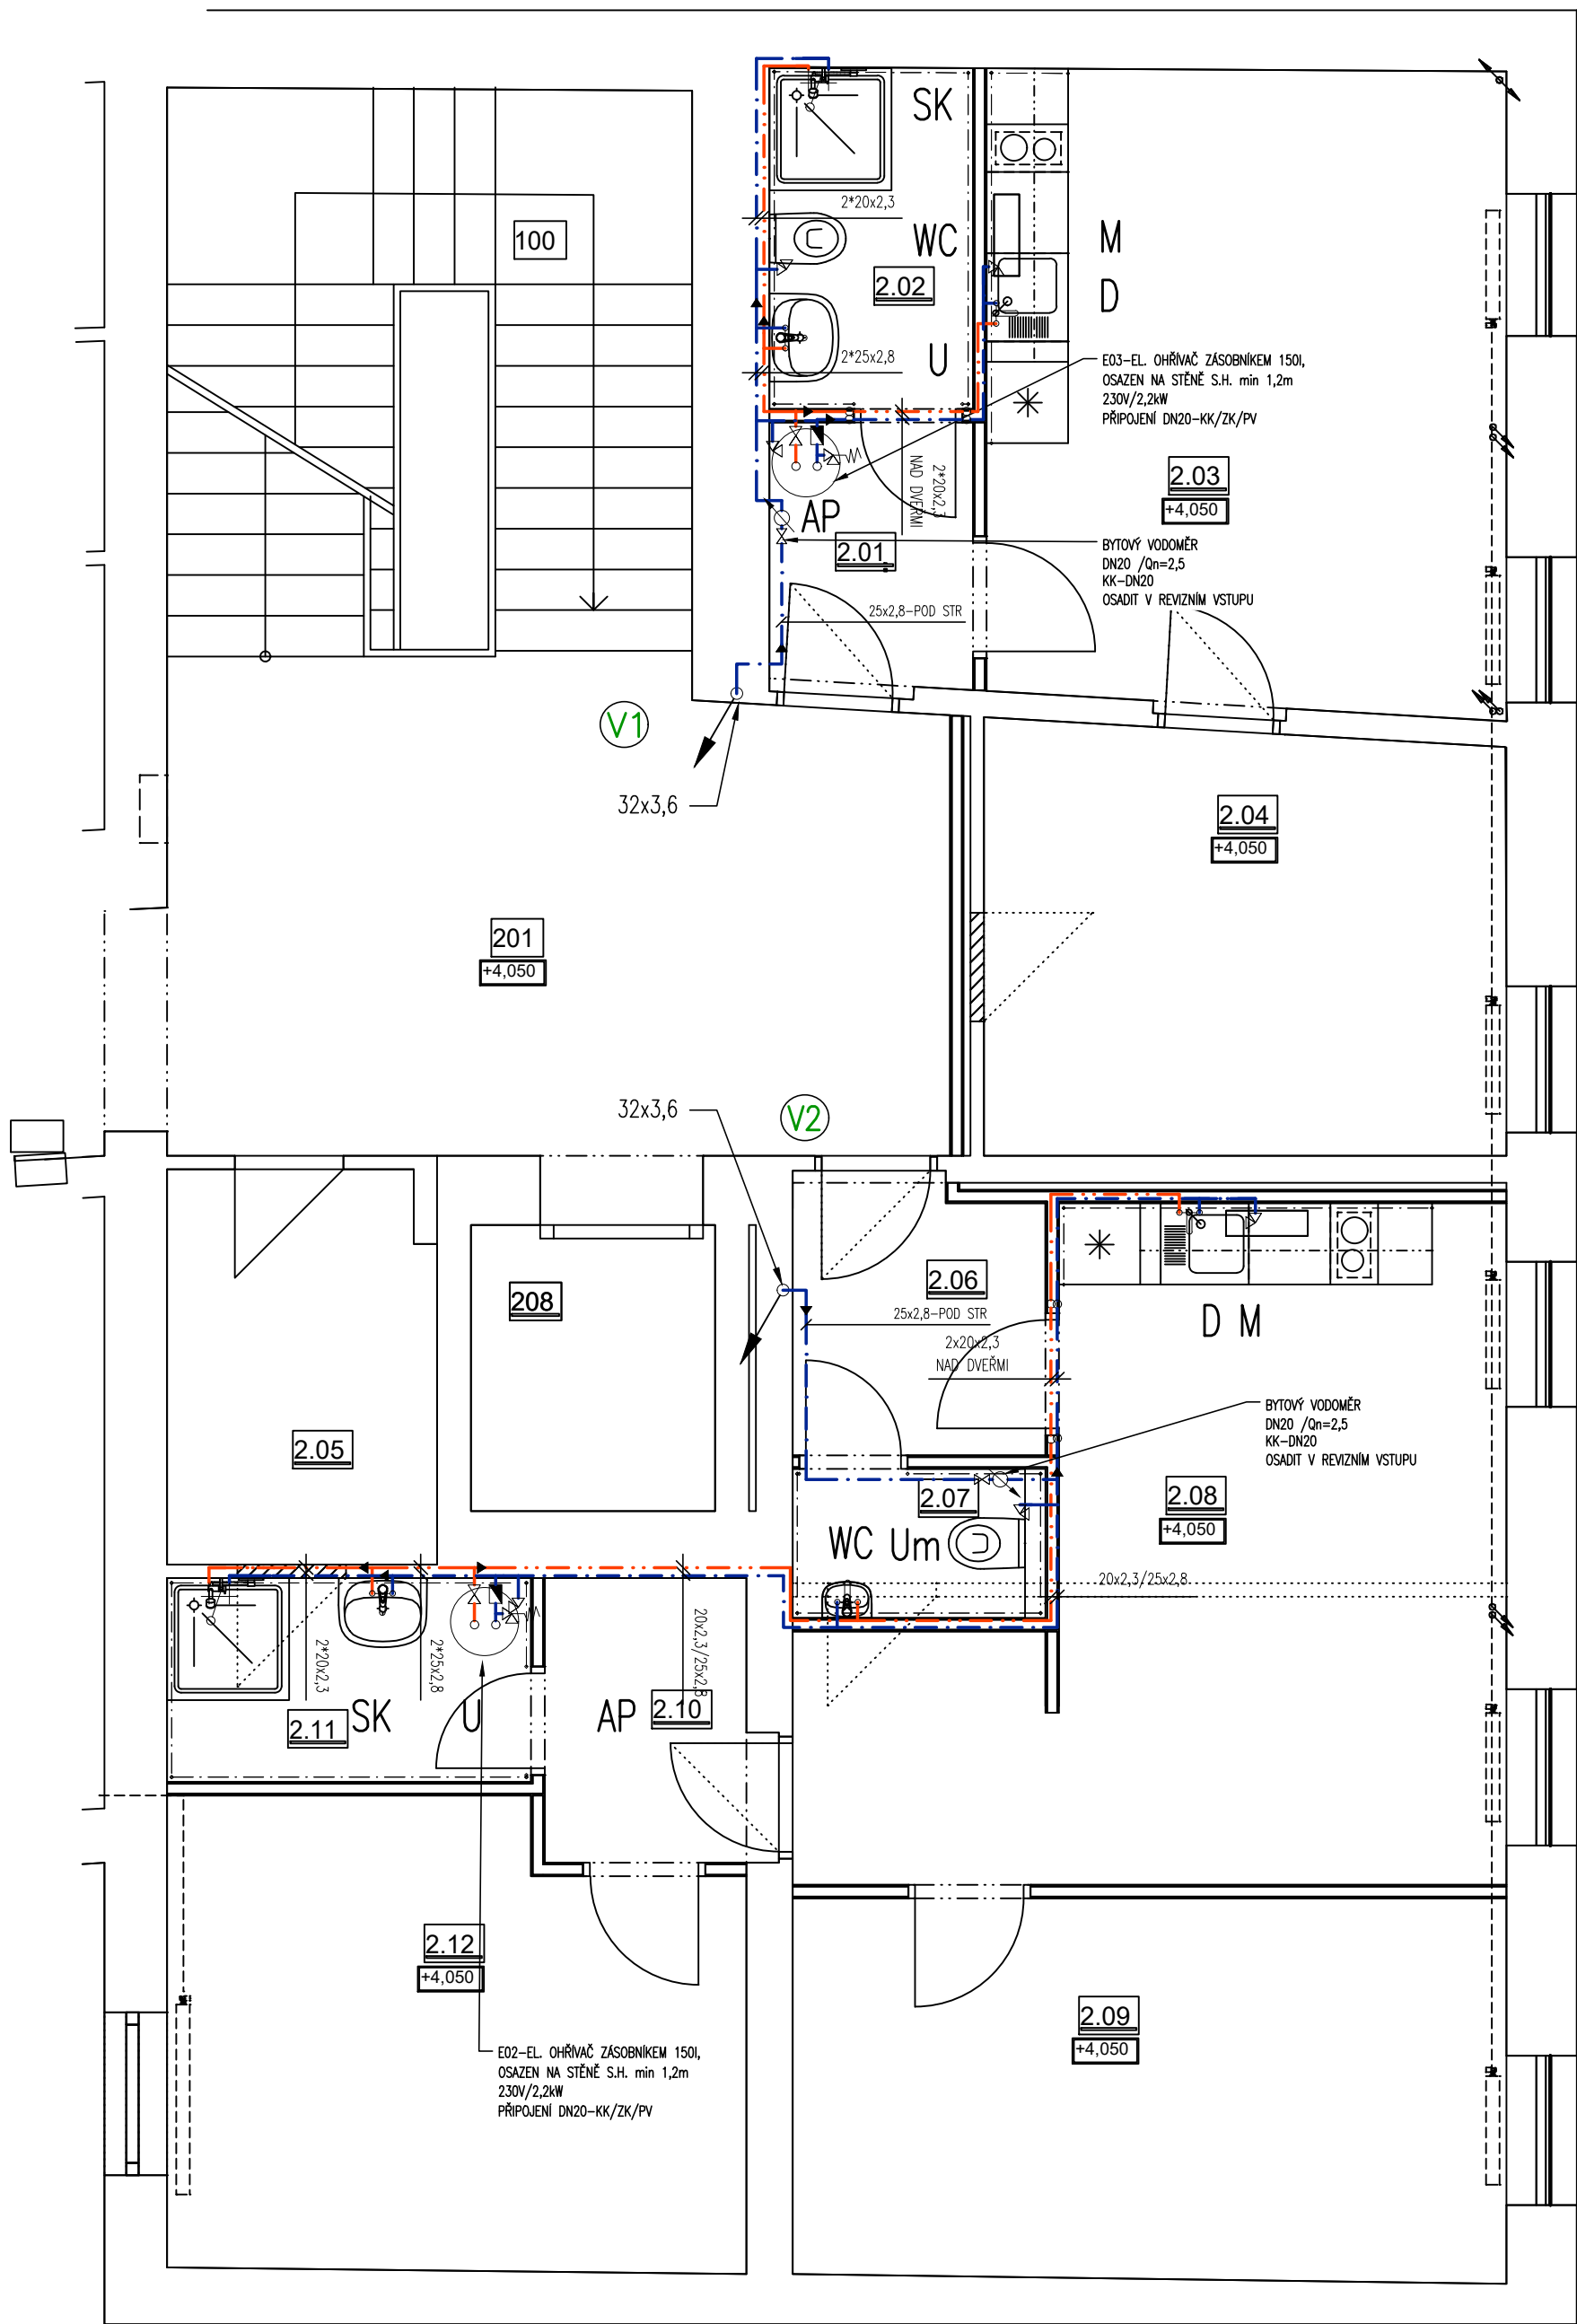 SK
100
2*20x2,3
WC
M
2.02
D
2*25x2,8
U
E03-EL. OHŘÍVAČ ZÁSOBNÍKEM 150l,
OSAZEN NA STĚNĚ S.H. min 1,2m
230V/2,2kW
PŘIPOJENÍ DN20-KK/ZK/PV
2*20x2,3
NAD DVEŘMI
2.03
+4,050
AP
2.01
BYTOVÝ VODOMĚR
DN20 /Qn=2,5
KK-DN20
OSADIT V REVIZNÍM VSTUPU
25x2,8-POD STR
V1
32x3,6
2.04
+4,050
201
+4,050
32x3,6
V2
2.06
208
25x2,8-POD STR
D M
2x20x2,3
NAD DVEŘMI
BYTOVÝ VODOMĚR
DN20 /Qn=2,5
KK-DN20
OSADIT V REVIZNÍM VSTUPU
2.05
2.07
2.08
+4,050
WC Um
20x2,3/25x2,8
2*20x2,3
2*25x2,8
20x2,3/25x2,8
SK
U
AP
2.10
2.11
2.12
+4,050
2.09
+4,050
E02-EL. OHŘÍVAČ ZÁSOBNÍKEM 150l,
OSAZEN NA STĚNĚ S.H. min 1,2m
230V/2,2kW
PŘIPOJENÍ DN20-KK/ZK/PV